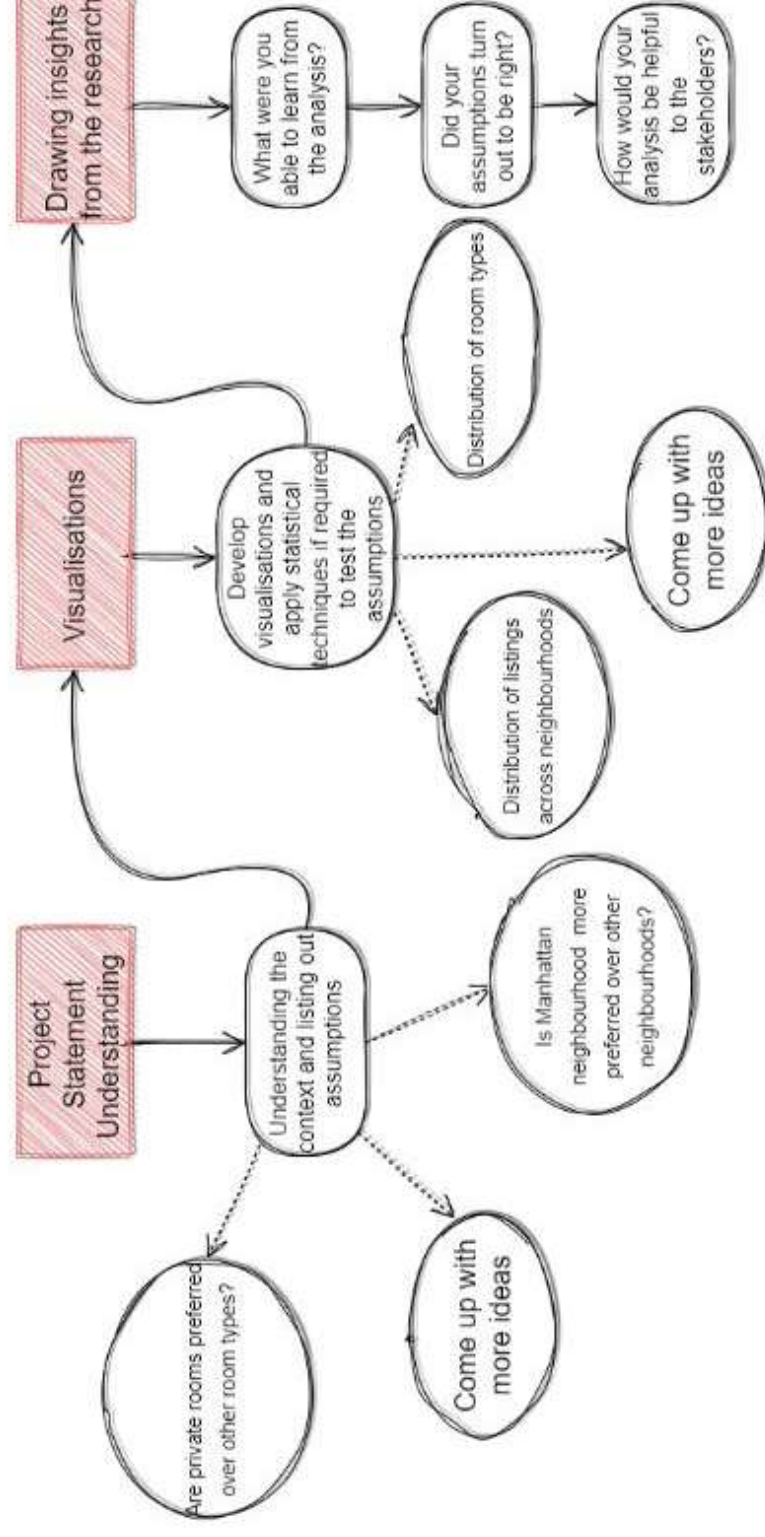 Project
Statement
Understanding
Understanding the
context and listing out
assumptions
Are private rooms preferred
over other room types?
Come up with
more ideas
Is Manhattan
neighbourhood more
preferred over other
neighbourhoods?
Visualisations
Develop
visualisations and
apply statistical
techniques if required
to test the
assumptions
Distribution of listings
across neighbourhoods
Come up with
more ideas
Distribution of room types
Drawing insights
from the research
What were you
able to learn from
the analysis?
Did your
assumptions turn
out to be right?
How would your
analysis be helpful
to the
stakeholders?